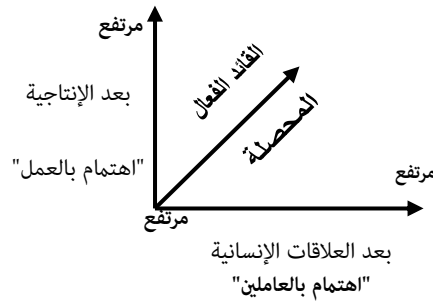 مرتفع
القائد الفعال
بعد الإنتاجية
المحصلة
"اهتمام بالعمل"
مرتفع
مرتفع
بعد العلاقات الإنسانية
"اهتمام بالعاملين"